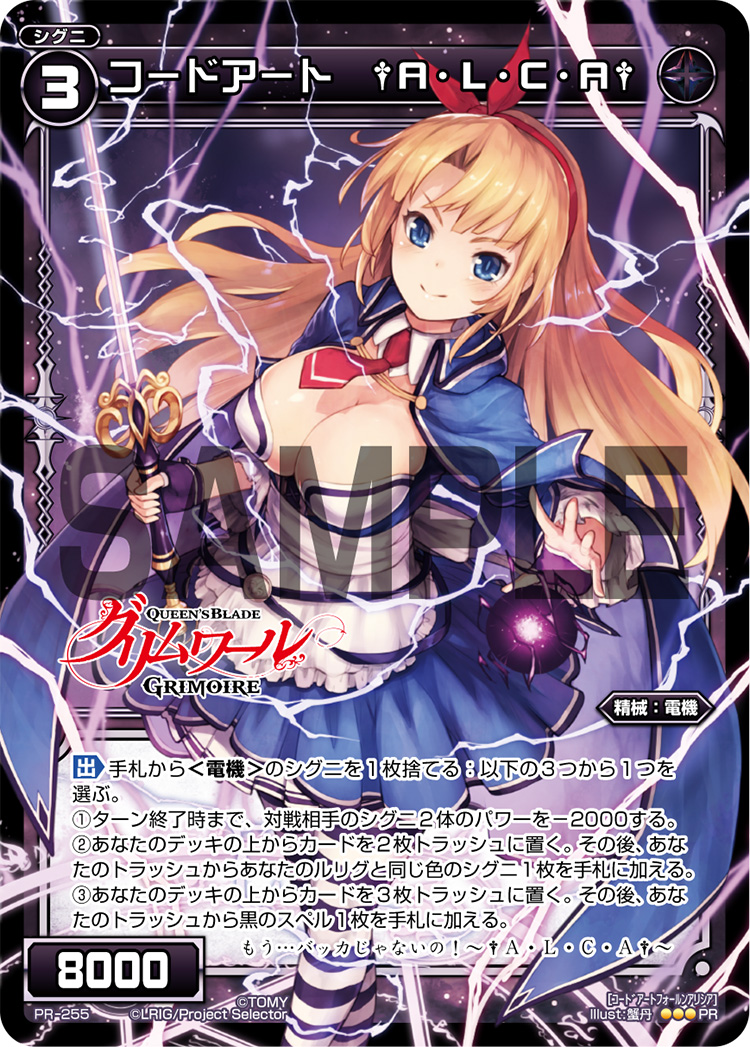 シグニ
3
コードアート †A・L・C・A†
SAMPLE
QUEEN'S BLADE
グリムワール
GRIMOIRE
精械：電機
出 手札から＜電機＞のシグニを１枚捨てる：以下の３つから１つを
選ぶ。
①ターン終了時まで、対戦相手のシグニ２体のパワーを－2000する。
②あなたのデッキの上からカードを２枚トラッシュに置く。その後、あな
たのトラッシュからあなたのルリグと同じ色のシグニ１枚を手札に加える。
③あなたのデッキの上からカードを３枚トラッシュに置く。その後、あな
たのトラッシュから黒のスペル１枚を手札に加える。
もう…バッカじゃないの！～†A・L・C・A†～
8000
©TOMY
PR-255 ©LRIG/Project Selector
[コードアートフォールンアリシア]
Illust:蟹丹 PR